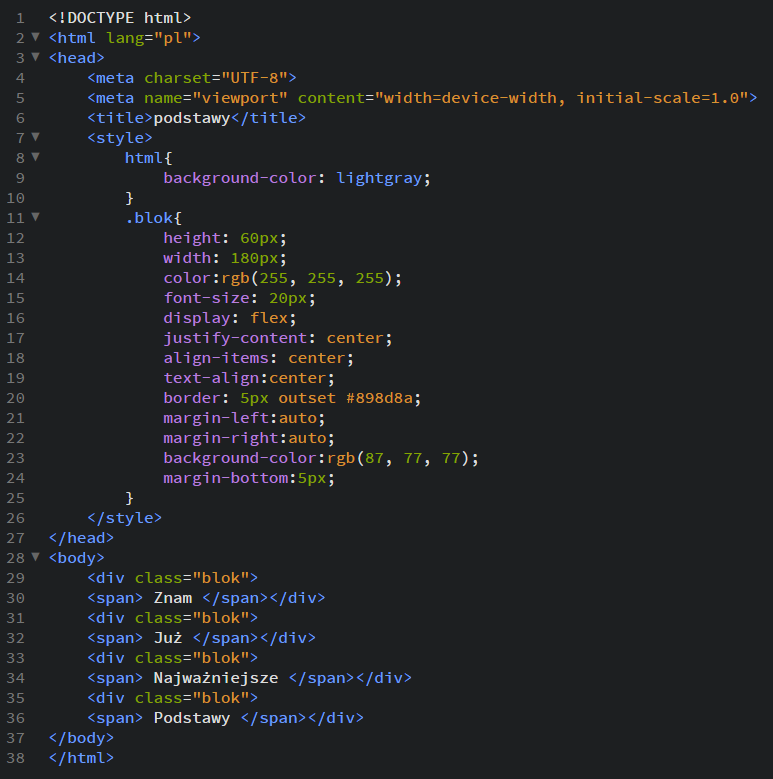 1 <!DOCTYPE html>
2 ▼ <html lang="pl">
3 ▼ <head>
4     <meta charset="UTF-8">
5     <meta name="viewport" content="width=device-width, initial-scale=1.0">
6     <title>podstawy</title>
7 ▼     <style>
8 ▼         html{
9             background-color: lightgray;
10         }
11 ▼         .blok{
12             height: 60px;
13             width: 180px;
14             color:rgb(255, 255, 255);
15             font-size: 20px;
16             display: flex;
17             justify-content: center;
18             align-items: center;
19             text-align:center;
20             border: 5px outset #898d8a;
21             margin-left:auto;
22             margin-right:auto;
23             background-color:rgb(87, 77, 77);
24             margin-bottom:5px;
25         }
26     </style>
27 </head>
28 ▼ <body>
29     <div class="blok">
30     <span> Znam </span></div>
31     <div class="blok">
32     <span> Już </span></div>
33     <div class="blok">
34     <span> Najważniejsze </span></div>
35     <div class="blok">
36     <span> Podstawy </span></div>
37 </body>
38 </html>